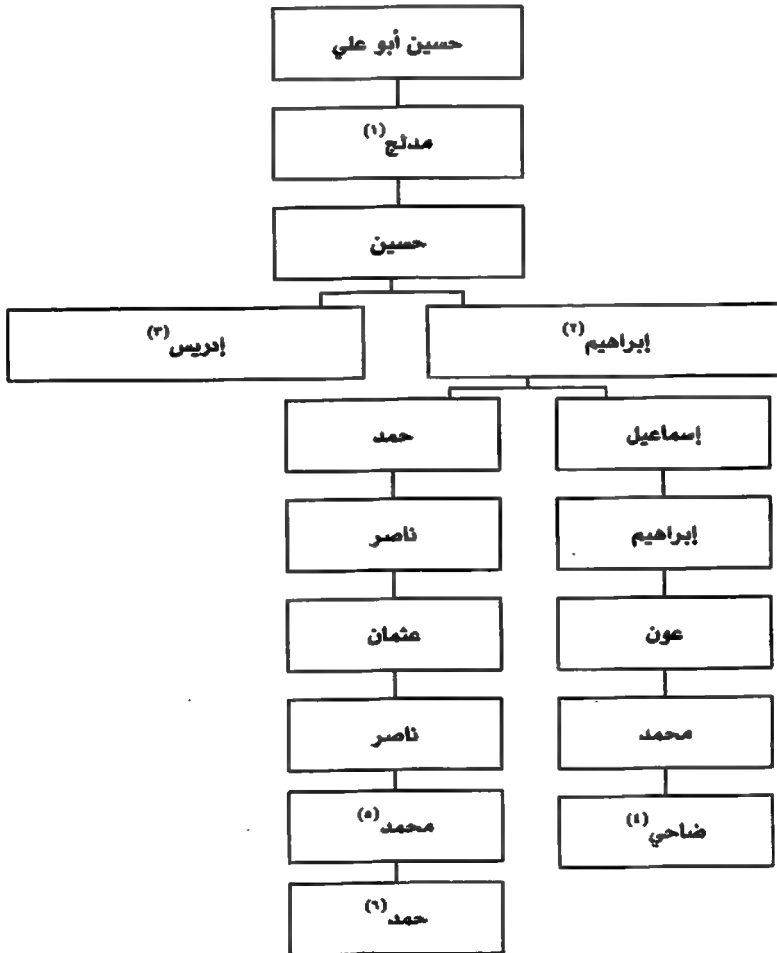 حسين أبو علي
مدلج (١)
حسين
إبراهيم (٢)
إدريس (٣)
إسماعيل
حمد
إبراهيم
ناصر
عون
عثمان
محمد
ناصر
ضاحي (٤)
محمد (٥)
حمد (٦)